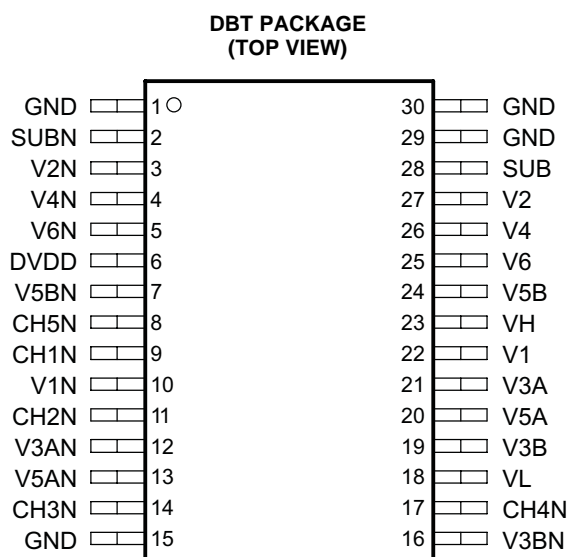 DBT PACKAGE
(TOP VIEW)
GND 1 30 GND
SUBN 2 29 GND
V2N 3 28 SUB
V4N 4 27 V2
V6N 5 26 V4
DVDD 6 25 V6
V5BN 7 24 V5B
CH5N 8 23 VH
CH1N 9 22 V1
V1N 10 21 V3A
CH2N 11 20 V5A
V3AN 12 19 V3B
V5AN 13 18 VL
CH3N 14 17 CH4N
GND 15 16 V3BN